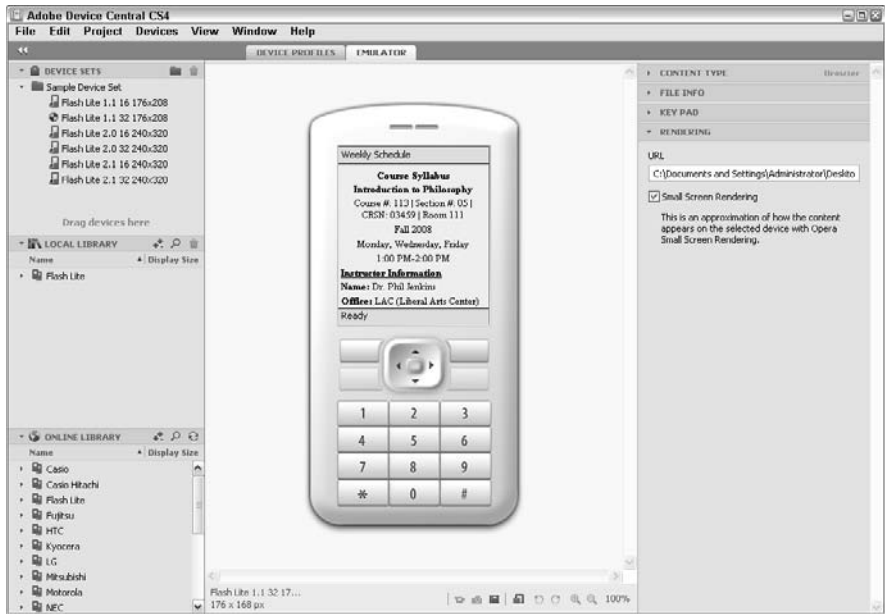 Adobe Device Central CS4
File Edit Project Devices View Window Help
DEVICE PROFILES EMULATOR
DEVICE SETS
Sample Device Set
Flash Lite 1.1 16 176x208
Flash Lite 1.1 32 176x208
Flash Lite 2.0 16 240x320
Flash Lite 2.0 32 240x320
Flash Lite 2.1 16 240x320
Flash Lite 2.1 32 240x320
Drag devices here
LOCAL LIBRARY
Name Display Size
Flash Lite
ONLINE LIBRARY
Name Display Size
Casio
Casio Hitachi
Flash Lite
Fujitsu
HTC
Kyocera
LG
Mitsubishi
Motorola
NEC
Weekly Schedule
Course Syllabus
Introduction to Philosophy
Course #: 113 | Section #: 05 |
CRSN: 03459 | Room 111
Fall 2008
Monday, Wednesday, Friday
1:00 PM-2:00 PM
Instructor Information
Name: Dr. Phil Jenkins
Office: LAC (Liberal Arts Center)
Ready
1 2 3
4 5 6
7 8 9
* 0 #
Flash Lite 1.1 32 17...
176 x 168 px
100%
CONTENT TYPE Browser
FILE INFO
KEY PAD
RENDERING
URL
C:\Documents and Settings\Administrator\Deskto
Small Screen Rendering
This is an approximation of how the content
appears on the selected device with Opera
Small Screen Rendering.